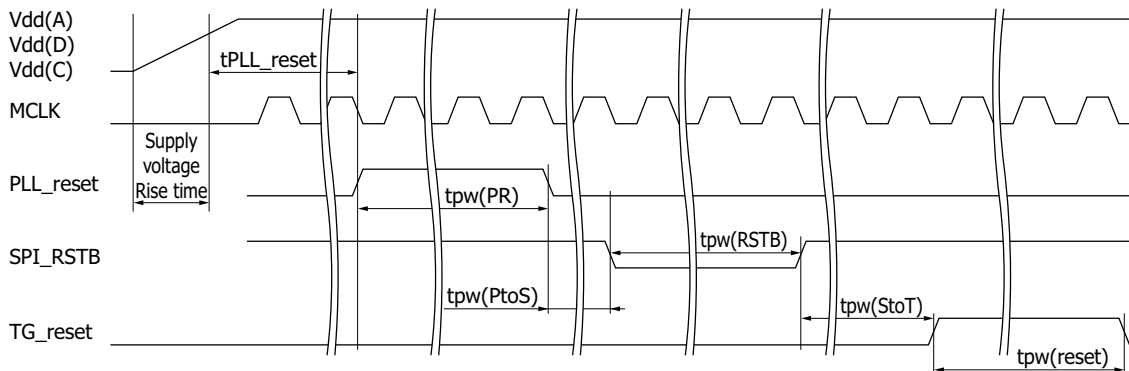 Vdd(A)
Vdd(D)
Vdd(C)
tPLL_reset
MCLK
Supply
voltage
Rise time
PLL_reset
tpw(PR)
SPI_RSTB
tpw(RSTB)
tpw(PtoS)
tpw(StoT)
TG_reset
tpw(reset)